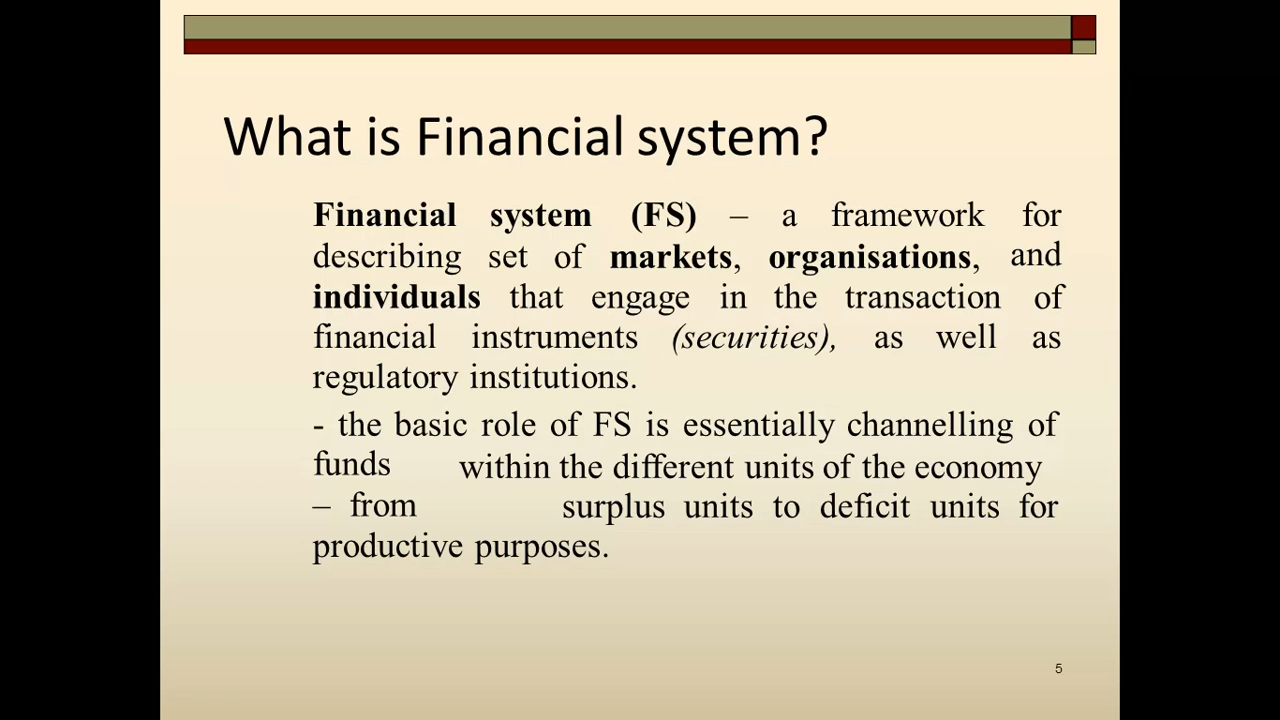 What is Financial system?
Financial system (FS) – a framework for
describing set of markets, organisations, and
individuals that engage in the transaction of
financial instruments (securities), as well as
regulatory institutions.
- the basic role of FS is essentially channelling of
funds within the different units of the economy
– from surplus units to deficit units for
productive purposes.
5